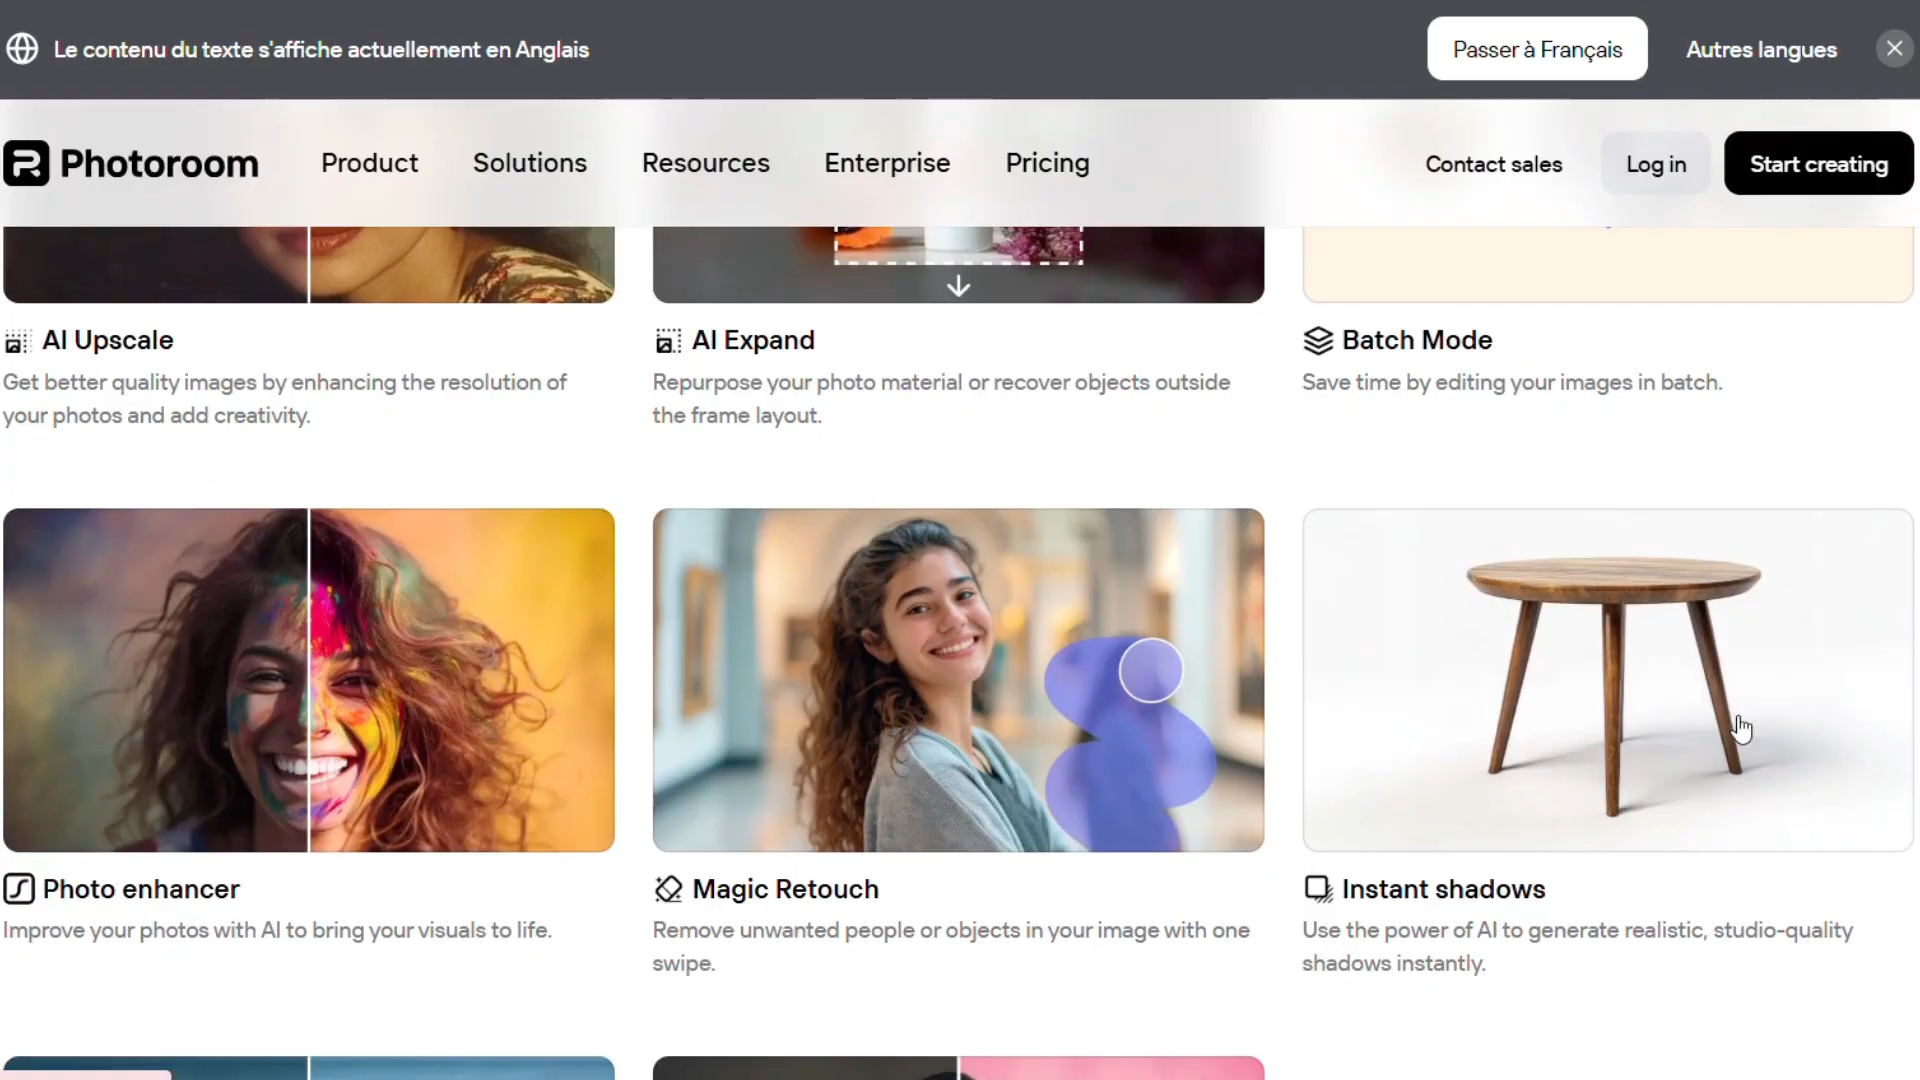 Le contenu du texte s'affiche actuellement en Anglais
Passer à Français
Autres langues
Photoroom
Product
Solutions
Resources
Enterprise
Pricing
Contact sales
Log in
Start creating
AI Upscale
Get better quality images by enhancing the resolution of
your photos and add creativity.
AI Expand
Repurpose your photo material or recover objects outside
the frame layout.
Batch Mode
Save time by editing your images in batch.
Photo enhancer
Improve your photos with AI to bring your visuals to life.
Magic Retouch
Remove unwanted people or objects in your image with one
swipe.
Instant shadows
Use the power of AI to generate realistic, studio-quality
shadows instantly.